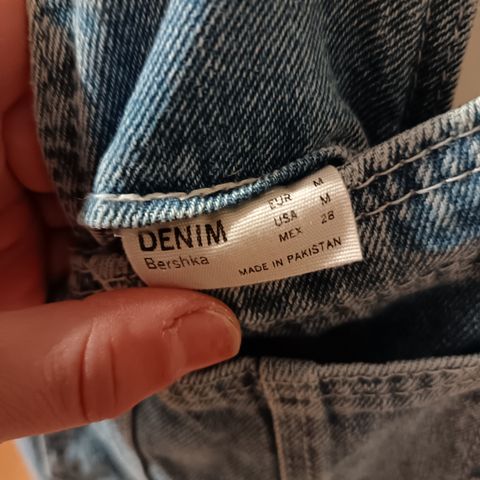 DENIM
Bershka
EUR M
USA M
MEX 28
MADE IN PAKISTAN